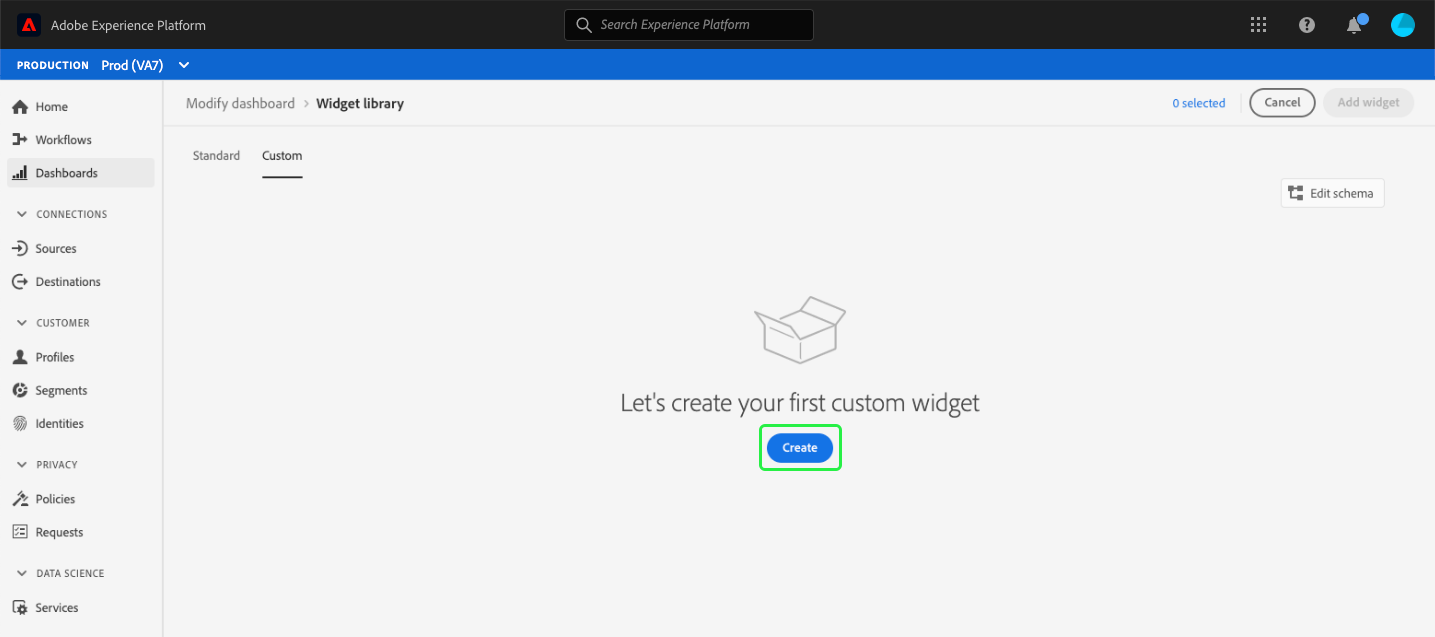 Adobe Experience Platform
Search Experience Platform
PRODUCTION Prod (VA7)
Home
Workflows
Dashboards
CONNECTIONS
Sources
Destinations
CUSTOMER
Profiles
Segments
Identities
PRIVACY
Policies
Requests
DATA SCIENCE
Services
Modify dashboard › Widget library
0 selected
Cancel
Add widget
Standard Custom
Edit schema
Let's create your first custom widget
Create